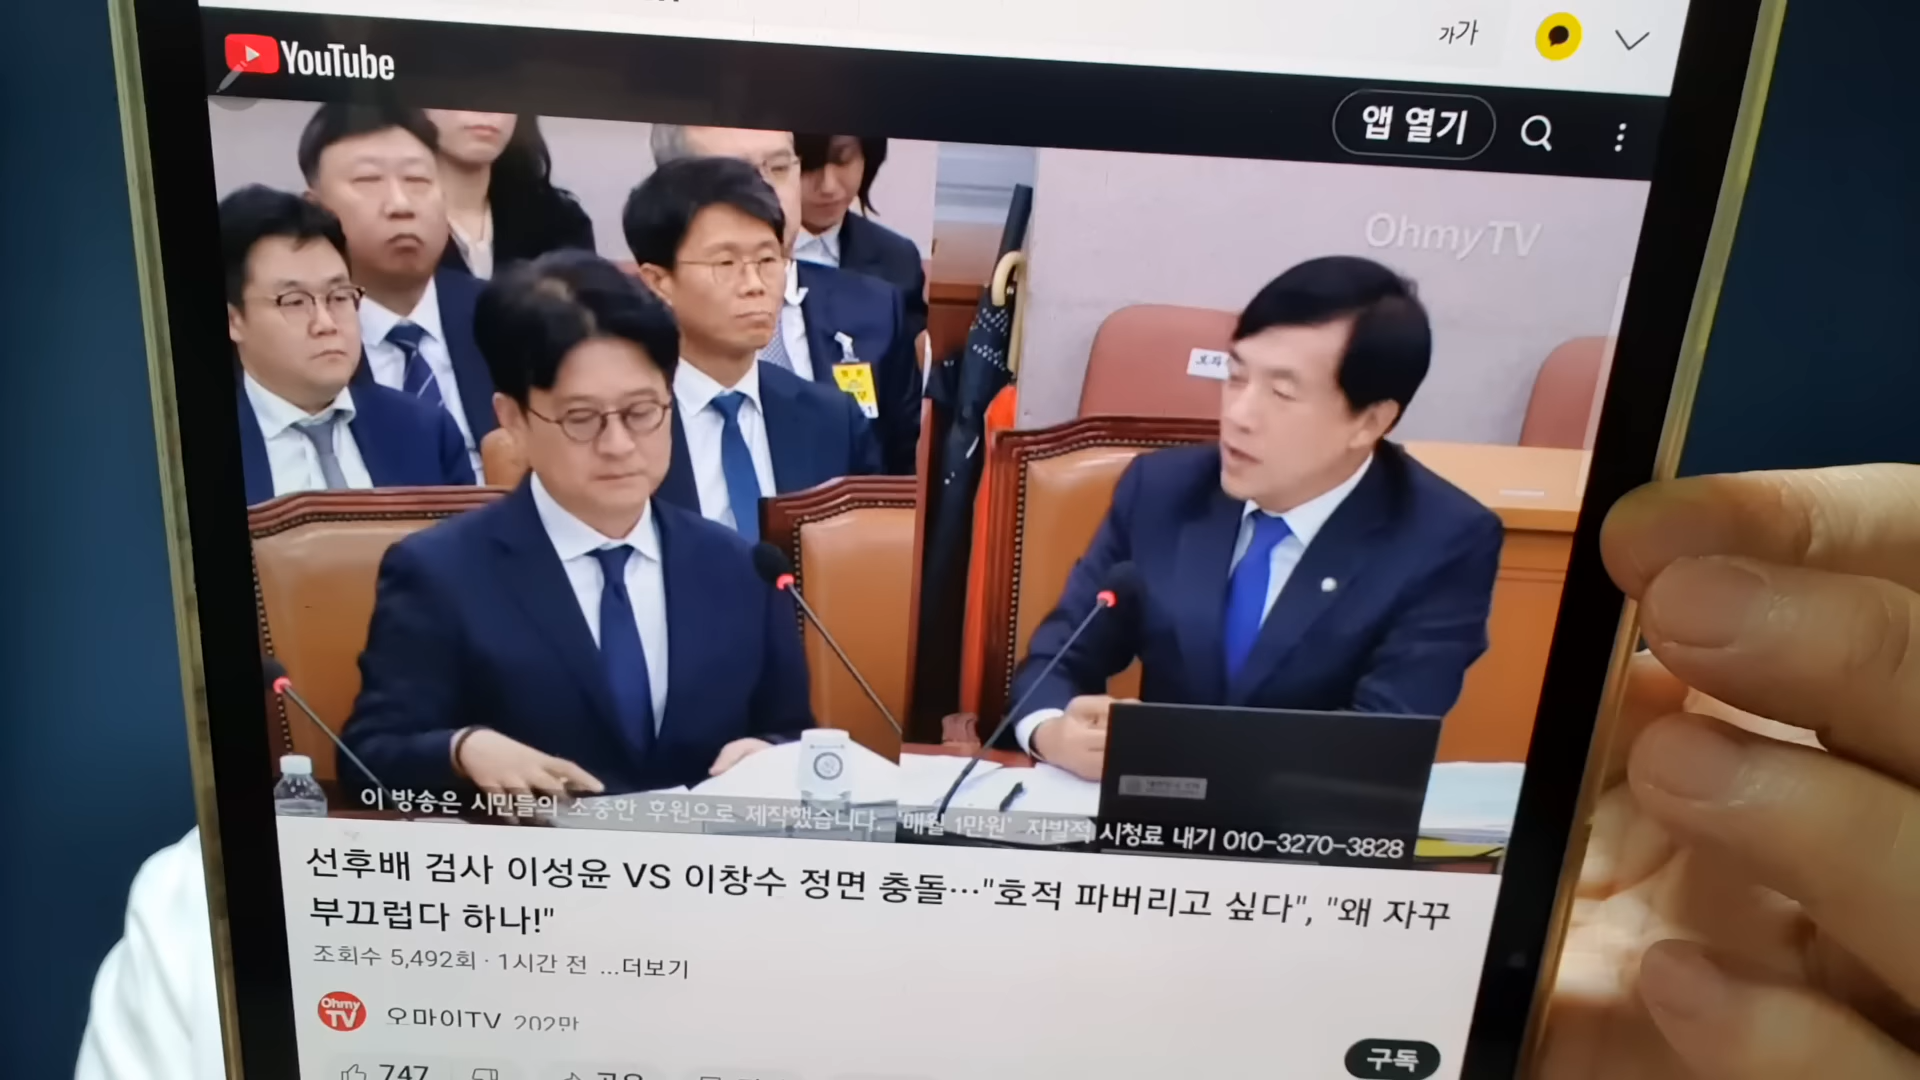 가가
YouTube
앱 열기
OhmyTV
이 방송은 시민들의 소중한 후원으로 제작했습니다. '매월 1만원' 자발적 시청료 내기 010-3270-3828
선후배 검사 이성윤 VS 이창수 정면 충돌…"호적 파버리고 싶다", "왜 자꾸
부끄럽다 하나!"
조회수 5,492회 · 1시간 전 ...더보기
Ohmy
TV
오마이TV 202만
구독
747
공유